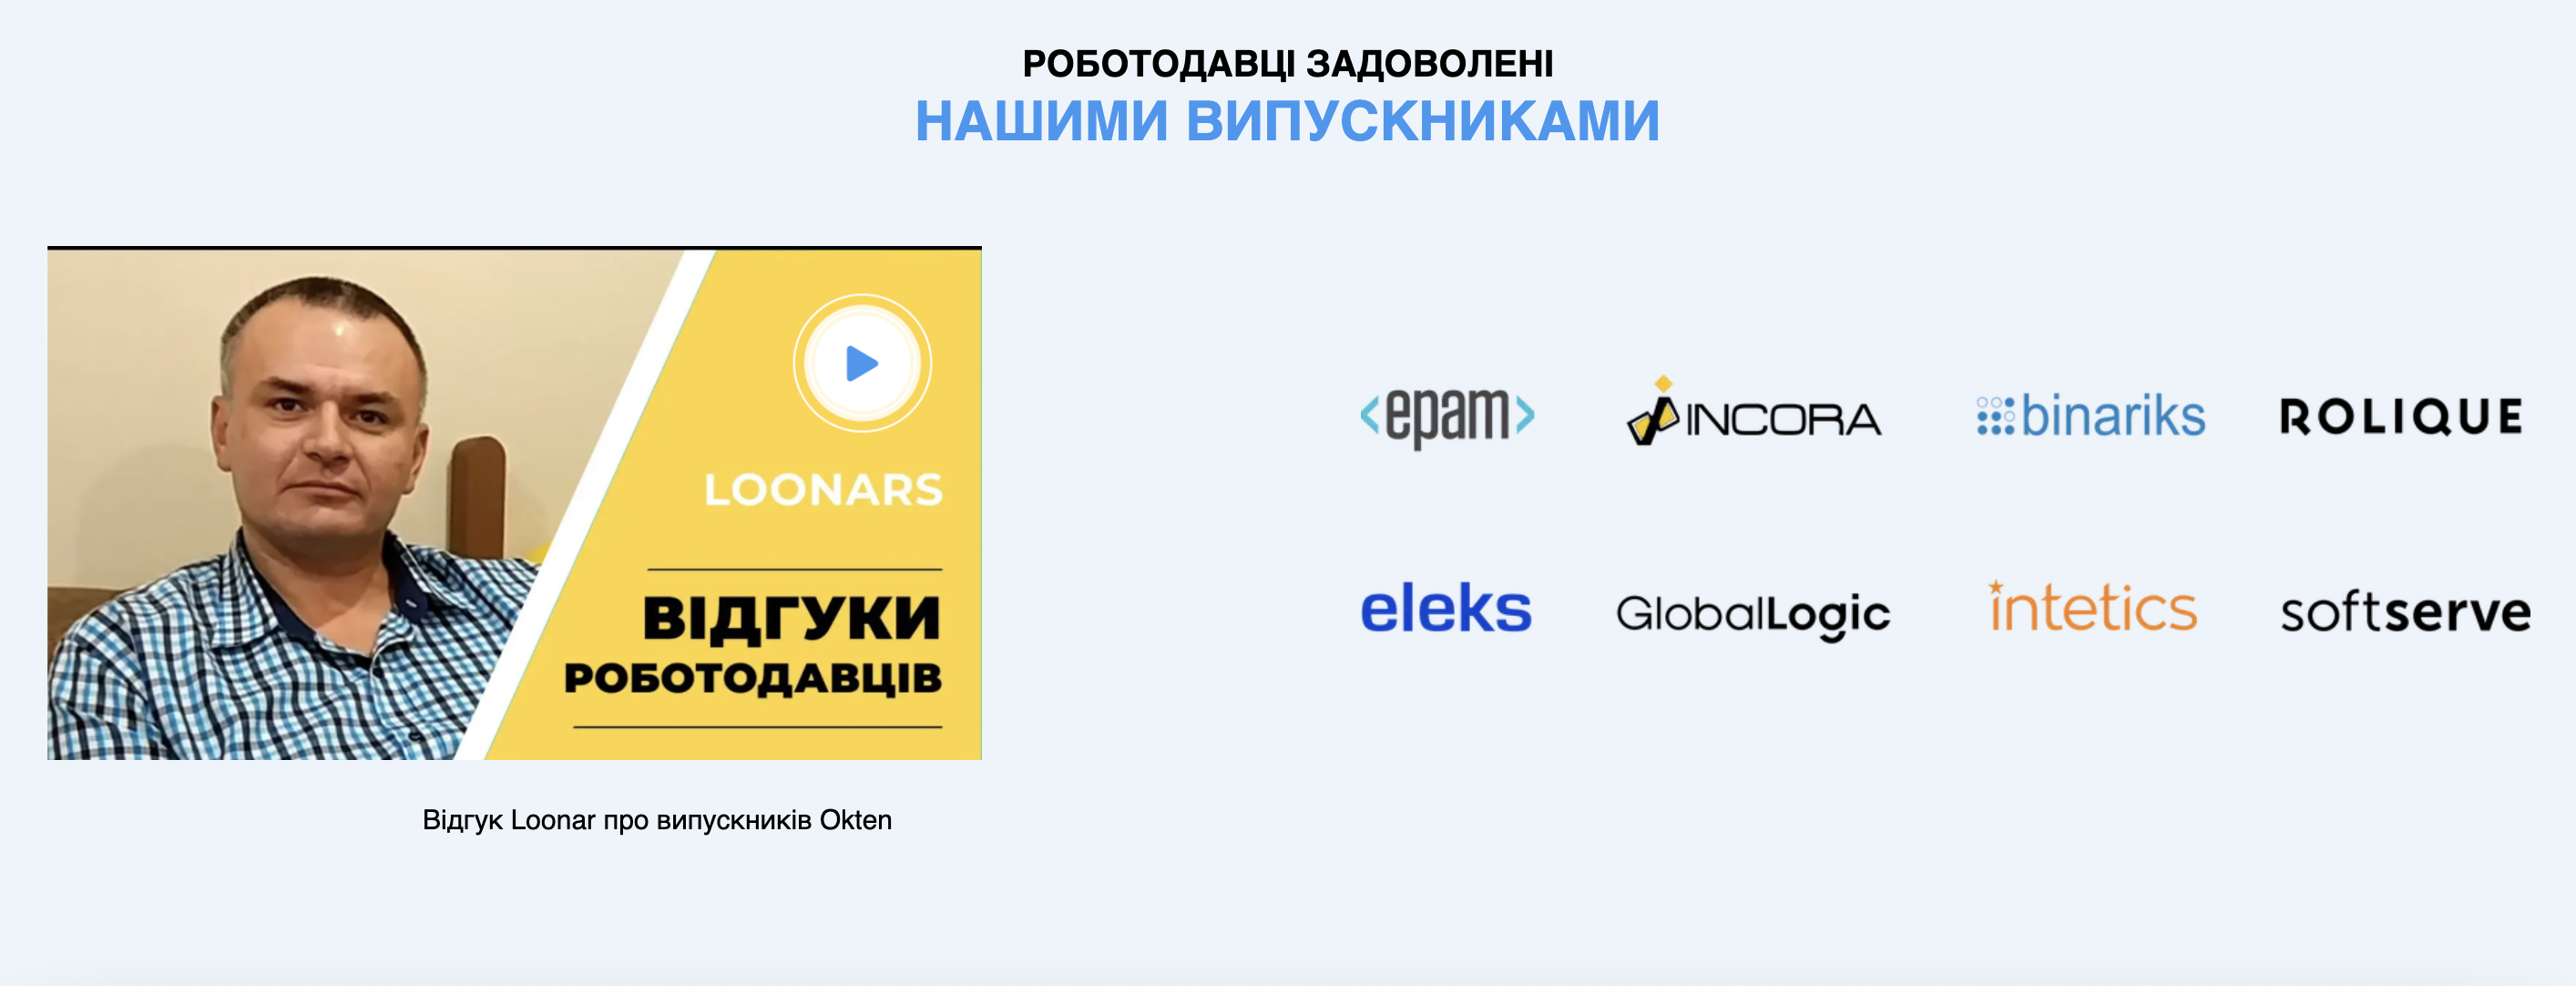 РОБОТОДАВЦІ ЗАДОВОЛЕНІ
НАШИМИ ВИПУСКНИКАМИ
LOONARS
ВІДГУКИ
РОБОТОДАВЦІВ
Відгук Loonar про випускників Okten
<epam> INCORA binariks ROLIQUE
eleks GlobalLogic intetics softserve